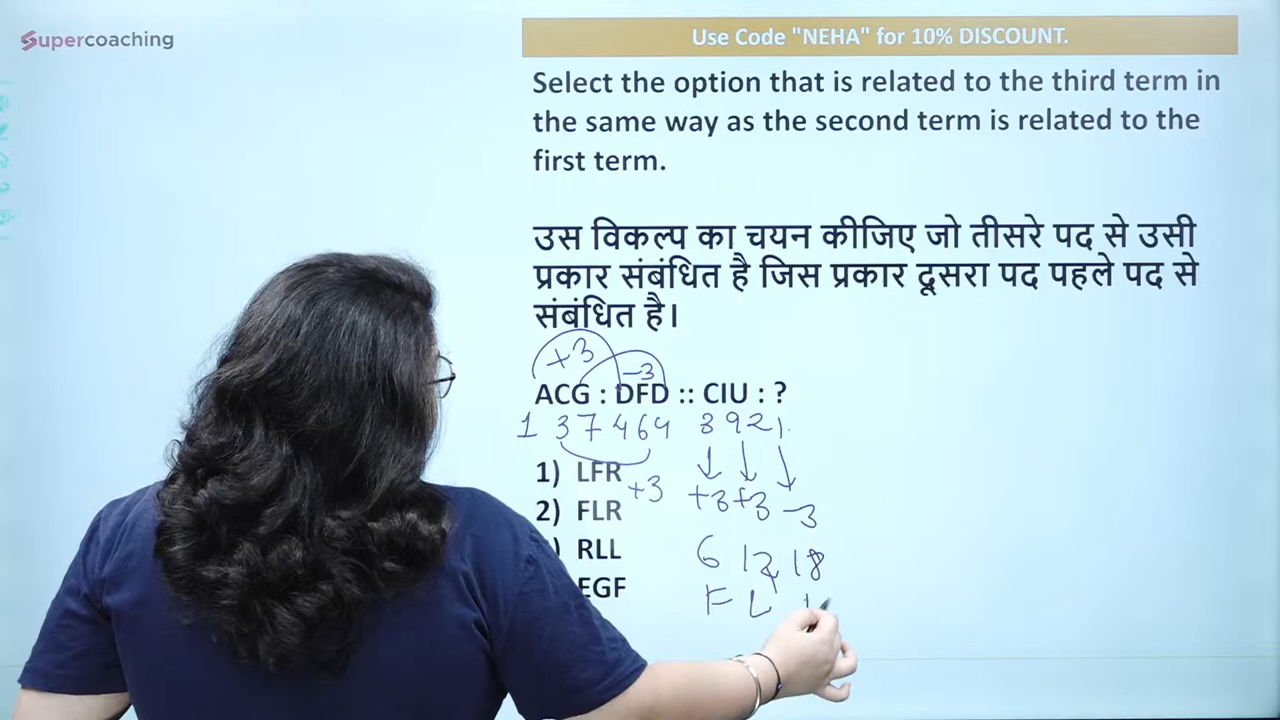 Supercoaching
Use Code "NEHA" for 10% DISCOUNT.
Select the option that is related to the third term in
the same way as the second term is related to the
first term.
उस विकल्प का चयन कीजिए जो तीसरे पद से उसी
प्रकार संबंधित है जिस प्रकार दूसरा पद पहले पद से
संबंधित है।
+3 -3
ACG : DFD :: CIU : ?
1 3 7 4 6 4 3 9 21
1) LFR
+3 +3 +3 -3
2) FLR
) RLL
6 12 18
EGF
F L